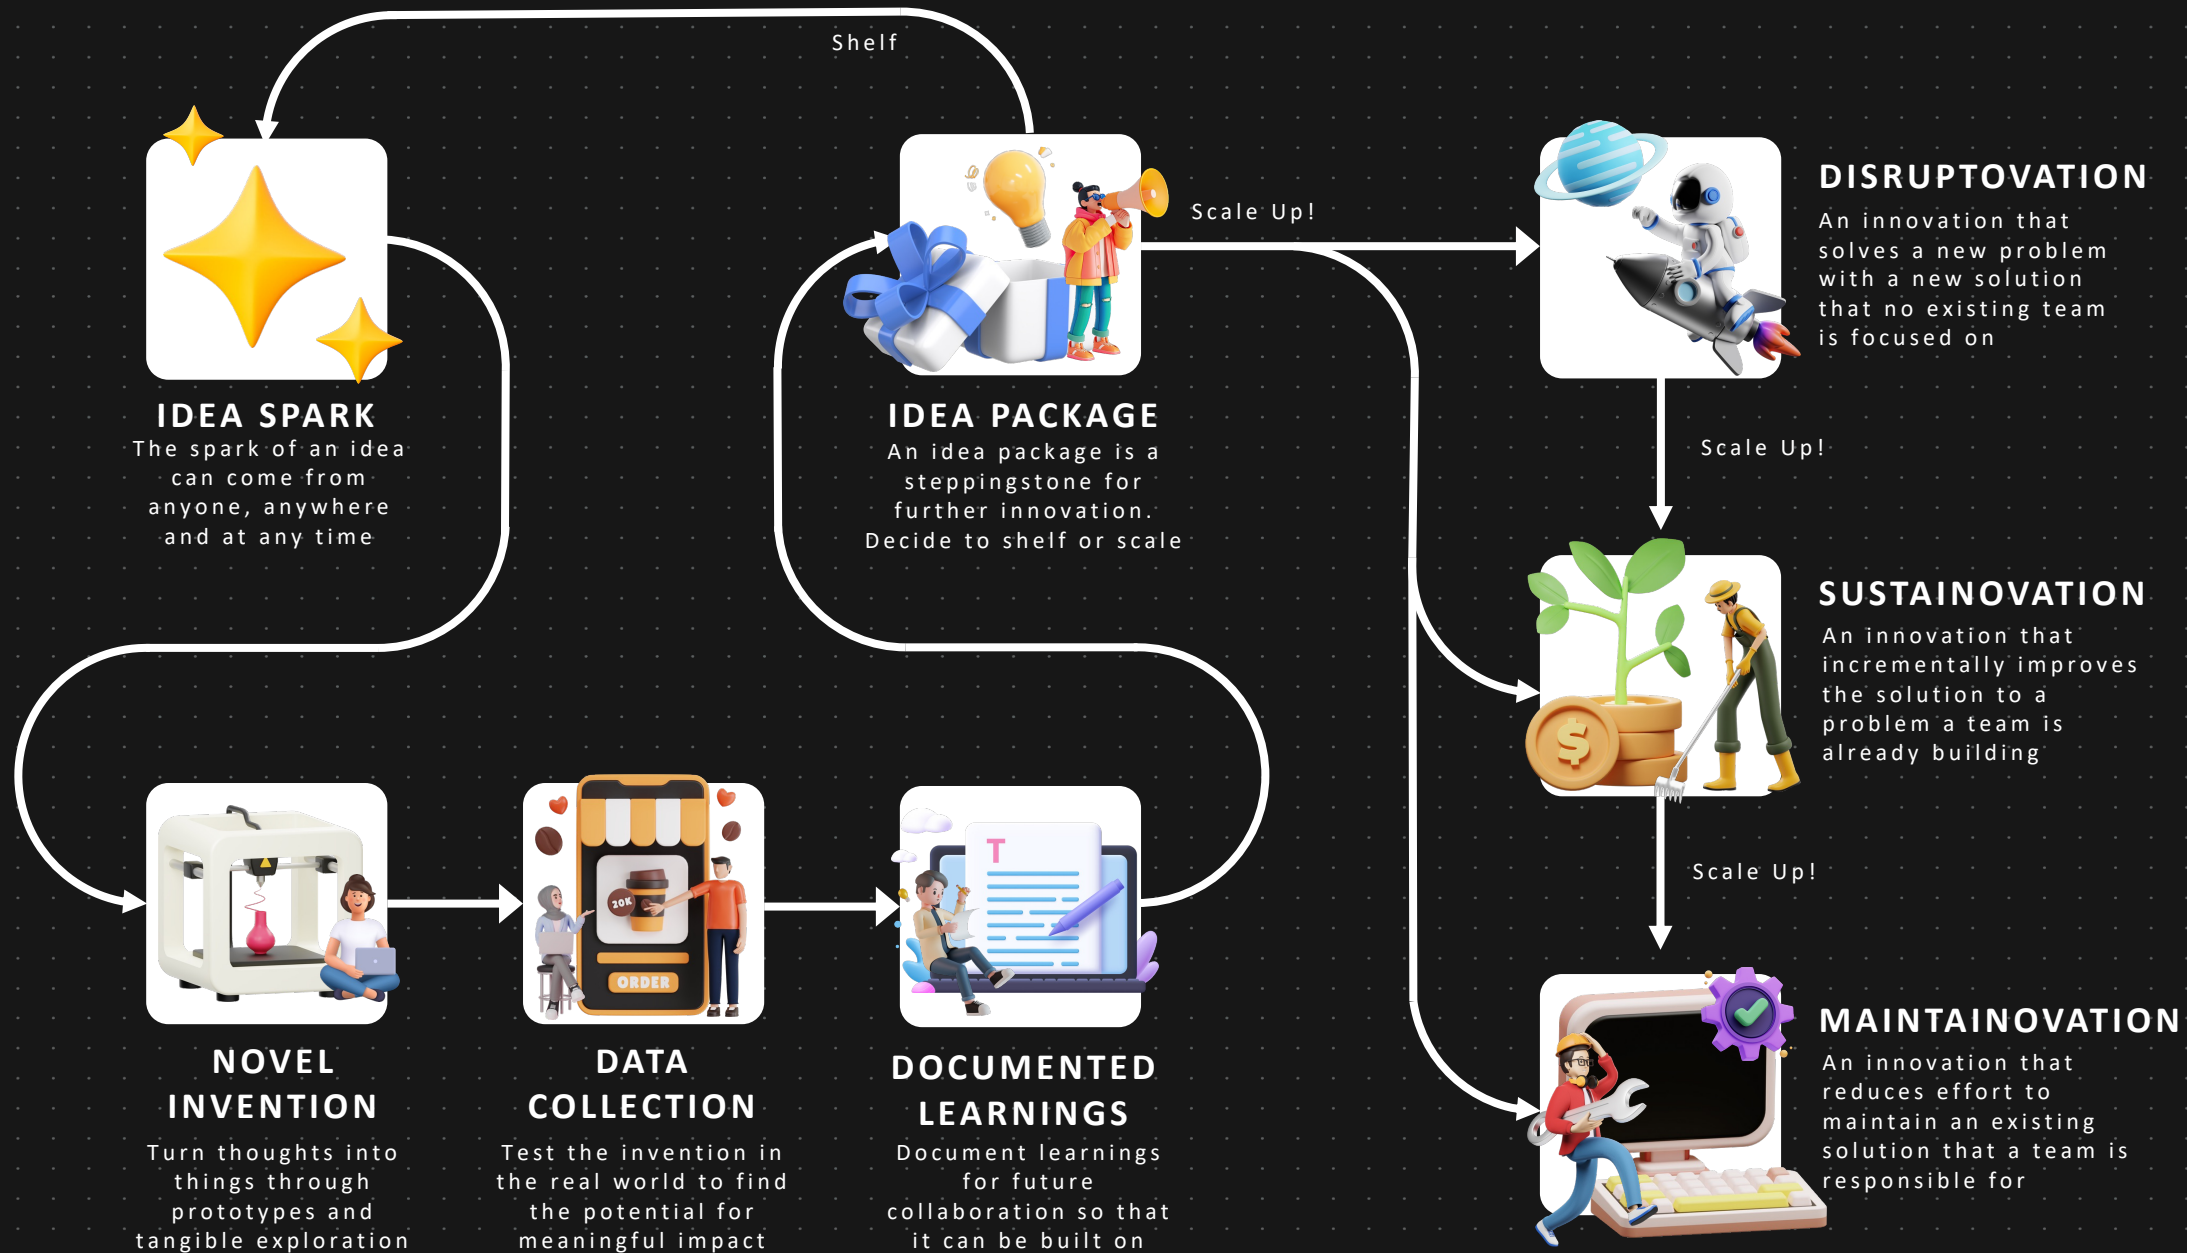 Shelf
IDEA SPARK
The spark of an idea
can come from
anyone, anywhere
and at any time
IDEA PACKAGE
An idea package is a
steppingstone for
further innovation.
Decide to shelf or scale
Scale Up!
DISRUPTOVATION
An innovation that
solves a new problem
with a new solution
that no existing team
is focused on
Scale Up!
SUSTAINOVATION
An innovation that
incrementally improves
the solution to a
problem a team is
already building
$
Scale Up!
MAINTAINOVATION
An innovation that
reduces effort to
maintain an existing
solution that a team is
responsible for
NOVEL
INVENTION
Turn thoughts into
things through
prototypes and
tangible exploration
20K
ORDER
DATA
COLLECTION
Test the invention in
the real world to find
the potential for
meaningful impact
T
DOCUMENTED
LEARNINGS
Document learnings
for future
collaboration so that
it can be built on